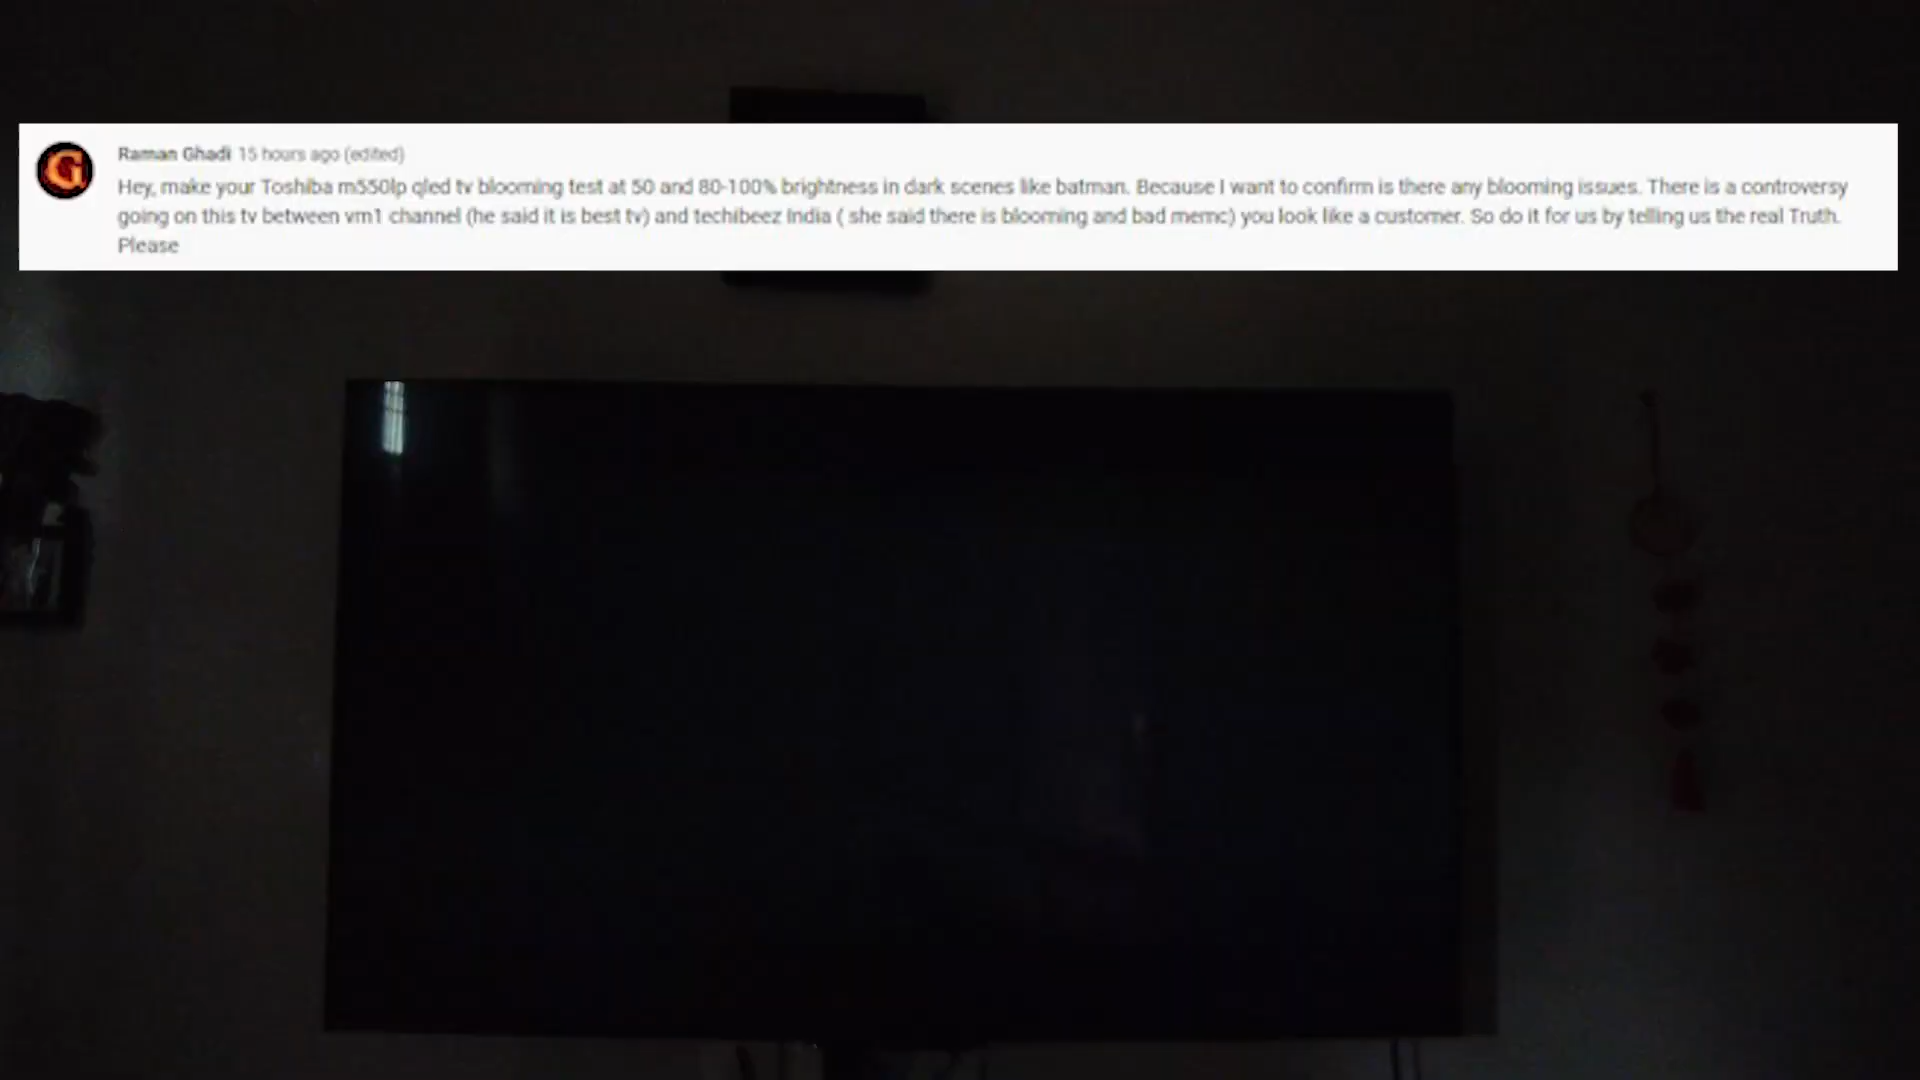 G
Raman Ghadi 15 hours ago (edited)
Hey, make your Toshiba m550lp qled tv blooming test at 50 and 80-100% brightness in dark scenes like batman. Because I want to confirm is there any blooming issues. There is a controversy
going on this tv between vm1 channel (he said it is best tv) and techibeez India ( she said there is blooming and bad memc) you look like a customer. So do it for us by telling us the real Truth.
Please